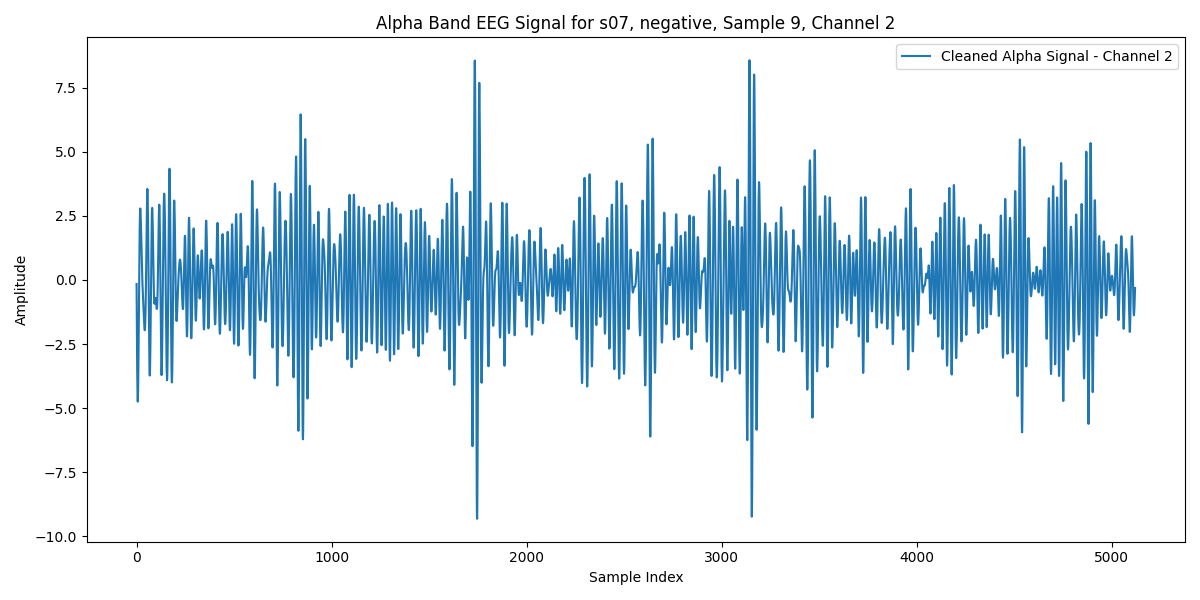 Alpha Band EEG Signal for s07, negative, Sample 9, Channel 2
Cleaned Alpha Signal - Channel 2
Amplitude
7.5
5.0
2.5
0.0
−2.5
−5.0
−7.5
−10.0
0 1000 2000 3000 4000 5000
Sample Index